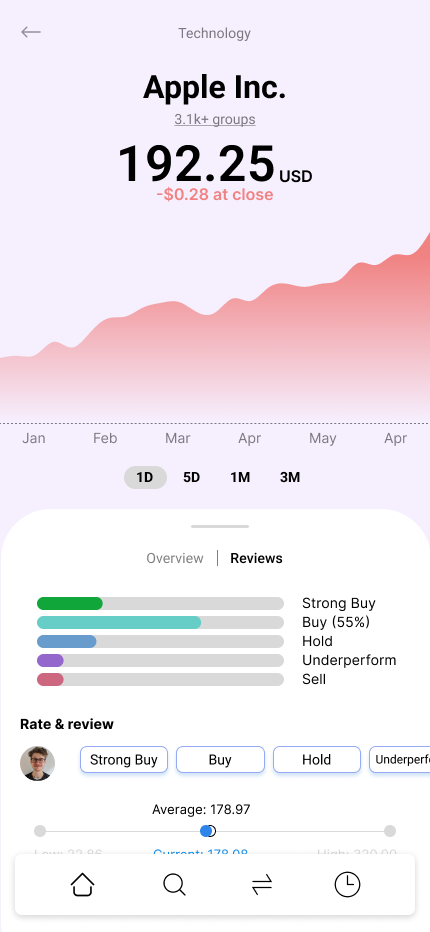 Technology
Apple Inc.
3.1k+ groups
192.25 USD
-$0.28 at close
Jan Feb Mar Apr May Apr
1D 5D 1M 3M
Overview | Reviews
Strong Buy
Buy (55%)
Hold
Underperform
Sell
Rate & review
Strong Buy Buy Hold Underperfo
Average: 178.97
Current: 178.08